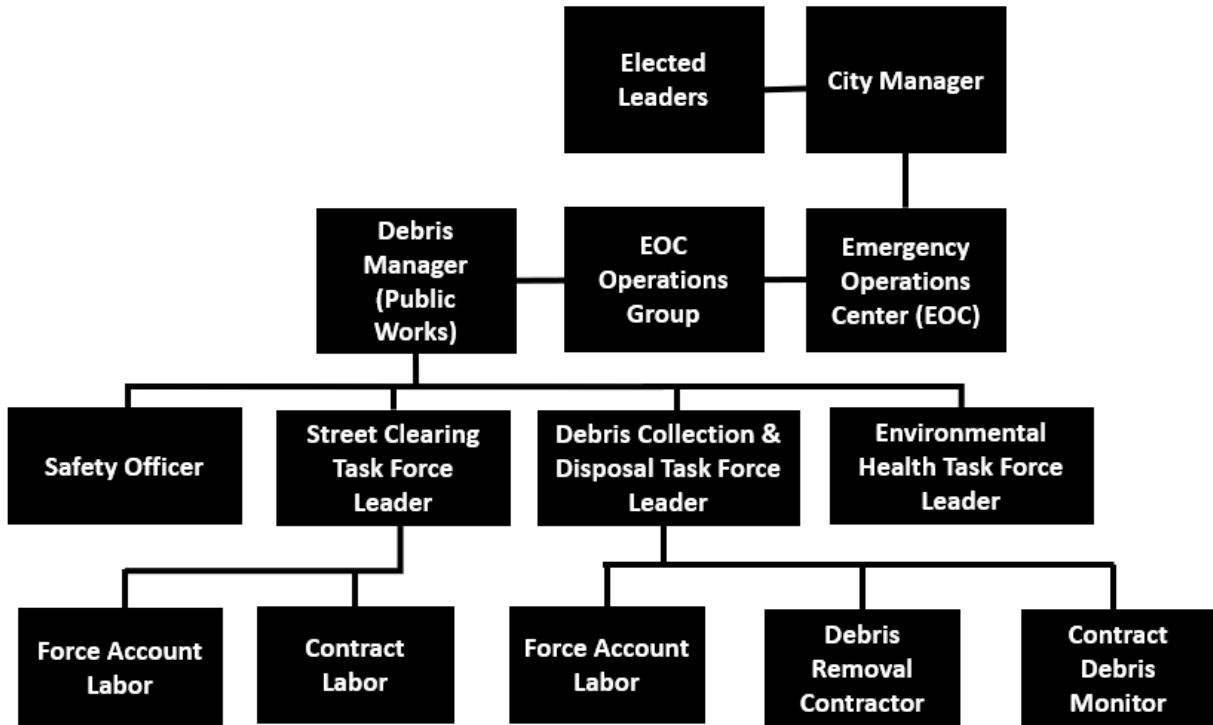 Elected
Leaders
City Manager
Debris
Manager
(Public
Works)
EOC
Operations
Group
Emergency
Operations
Center (EOC)
Safety Officer
Street Clearing
Task Force
Leader
Debris Collection &
Disposal Task Force
Leader
Environmental
Health Task Force
Leader
Force Account
Labor
Contract
Labor
Force Account
Labor
Debris
Removal
Contractor
Contract
Debris
Monitor